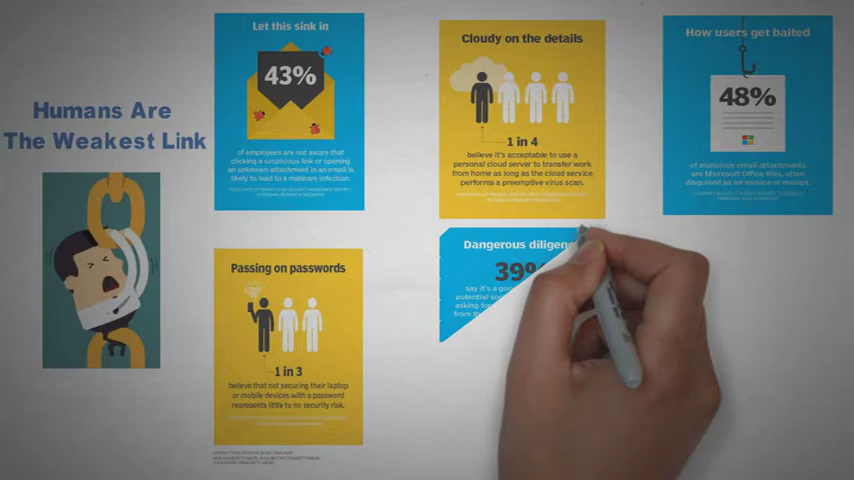 Humans Are
The Weakest Link
Let this sink in
43%
of employees are not aware that
clicking a suspicious link or opening
an unknown attachment in an email is
likely to lead to a malware infection.
Cloudy on the details
1 in 4
believe it's acceptable to use a
personal cloud server to transfer work
from home as long as the cloud service
performs a preemptive virus scan.
How users get baited
48%
of malicious email attachments
are Microsoft Office files, often
disguised as an invoice or receipt.
Passing on passwords
1 in 3
believe that not securing their laptop
or mobile devices with a password
represents little to no security risk.
Dangerous diligen
39%
say it's a goo
potential so
asking fo
from th